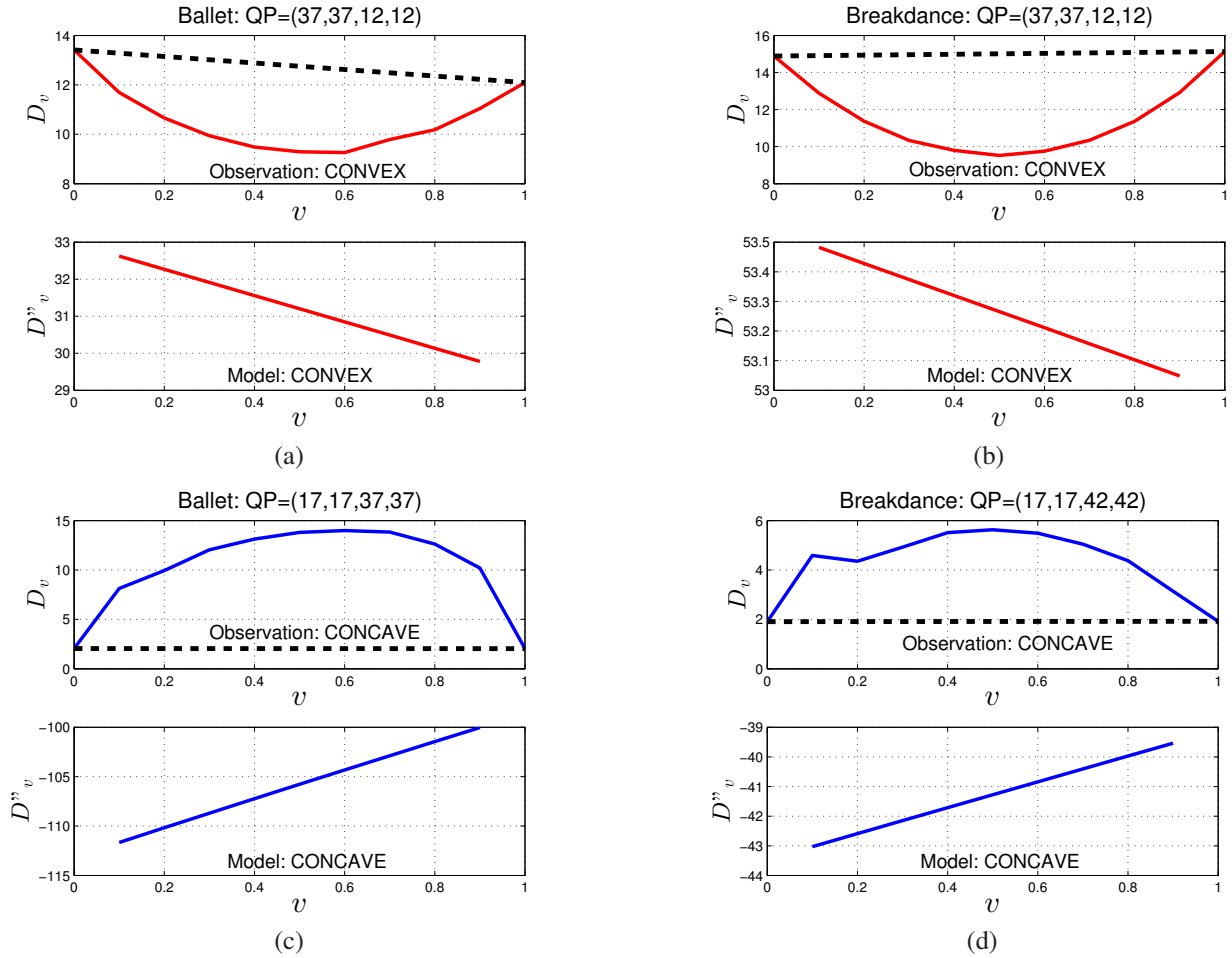 Ballet: QP=(37,37,12,12)
14
12
10
8
D_v
Observation: CONVEX
0 0.2 0.4 0.6 0.8 1
v
33
32
31
30
29
D”_v
Model: CONVEX
0 0.2 0.4 0.6 0.8 1
v
(a)
Breakdance: QP=(37,37,12,12)
16
14
12
10
8
D_v
Observation: CONVEX
0 0.2 0.4 0.6 0.8 1
v
53.5
53.4
53.3
53.2
53.1
53
D”_v
Model: CONVEX
0 0.2 0.4 0.6 0.8 1
v
(b)
Ballet: QP=(17,17,37,37)
15
10
5
0
D_v
Observation: CONCAVE
0 0.2 0.4 0.6 0.8 1
v
−100
−105
−110
−115
D”_v
Model: CONCAVE
0 0.2 0.4 0.6 0.8 1
v
(c)
Breakdance: QP=(17,17,42,42)
6
4
2
0
D_v
Observation: CONCAVE
0 0.2 0.4 0.6 0.8 1
v
−39
−40
−41
−42
−43
−44
D”_v
Model: CONCAVE
0 0.2 0.4 0.6 0.8 1
v
(d)